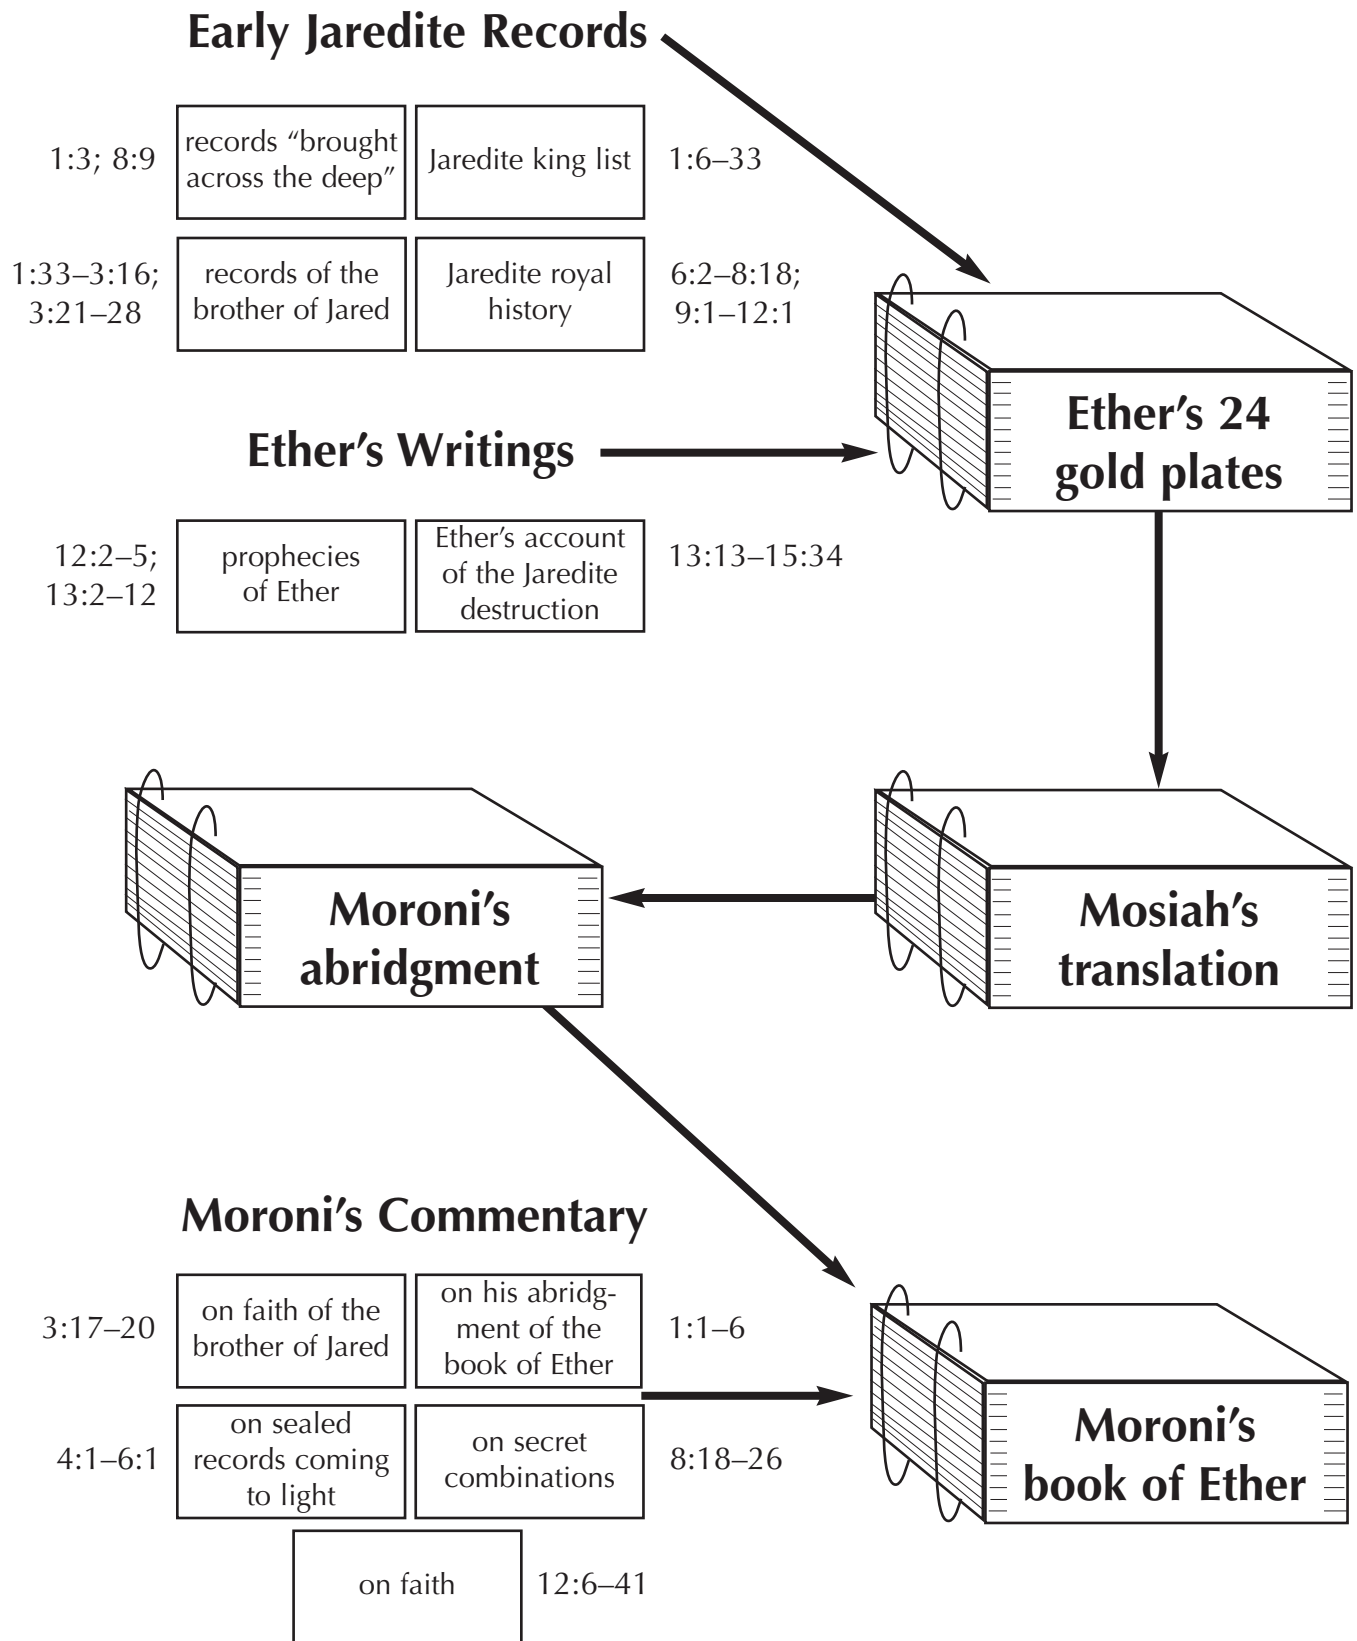 Early Jaredite Records
1:3; 8:9
records “brought
across the deep”
Jaredite king list
1:6–33
1:33–3:16;
3:21–28
records of the
brother of Jared
Jaredite royal
history
6:2–8:18;
9:1–12:1
Ether’s 24
gold plates
Ether’s Writings
12:2–5;
13:2–12
prophecies
of Ether
Ether’s account
of the Jaredite
destruction
13:13–15:34
Moroni’s
abridgment
Mosiah’s
translation
Moroni’s Commentary
3:17–20
on faith of the
brother of Jared
on his abridg-
ment of the
book of Ether
1:1–6
4:1–6:1
on sealed
records coming
to light
on secret
combinations
8:18–26
Moroni’s
book of Ether
on faith
12:6–41